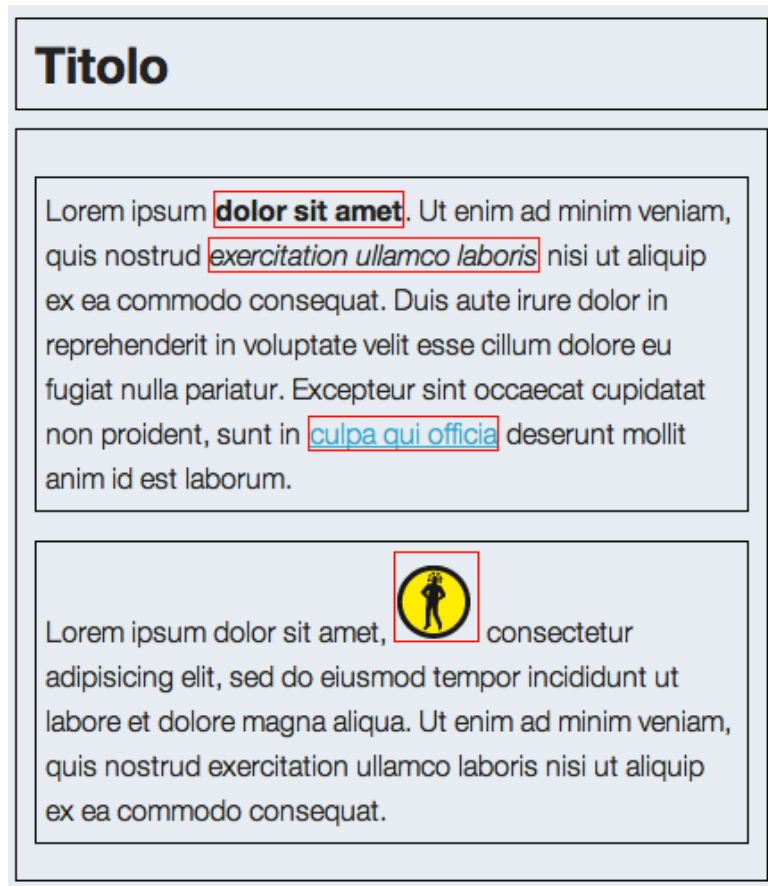 Titolo
Lorem ipsum dolor sit amet. Ut enim ad minim veniam,
quis nostrud exercitation ullamco laboris nisi ut aliquip
ex ea commodo consequat. Duis aute irure dolor in
reprehenderit in voluptate velit esse cillum dolore eu
fugiat nulla pariatur. Excepteur sint occaecat cupidatat
non proident, sunt in culpa qui officia deserunt mollit
anim id est laborum.
Lorem ipsum dolor sit amet, consectetur
adipisicing elit, sed do eiusmod tempor incididunt ut
labore et dolore magna aliqua. Ut enim ad minim veniam,
quis nostrud exercitation ullamco laboris nisi ut aliquip
ex ea commodo consequat.